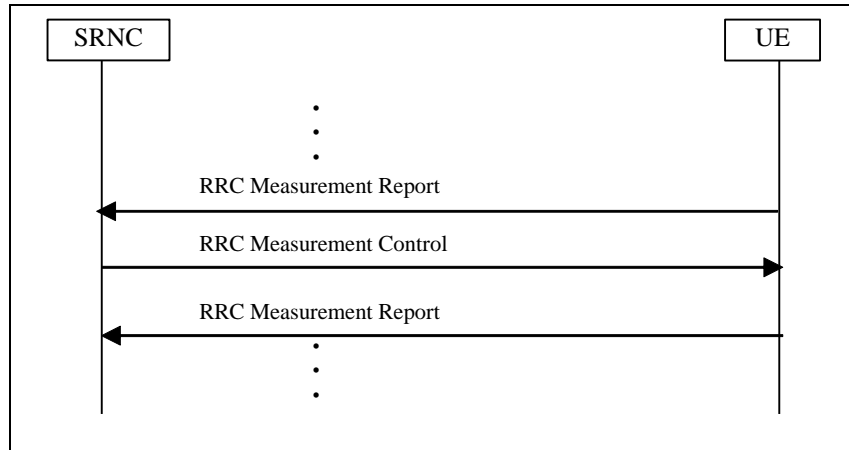 SRNC
UE
RRC Measurement Report
RRC Measurement Control
RRC Measurement Report